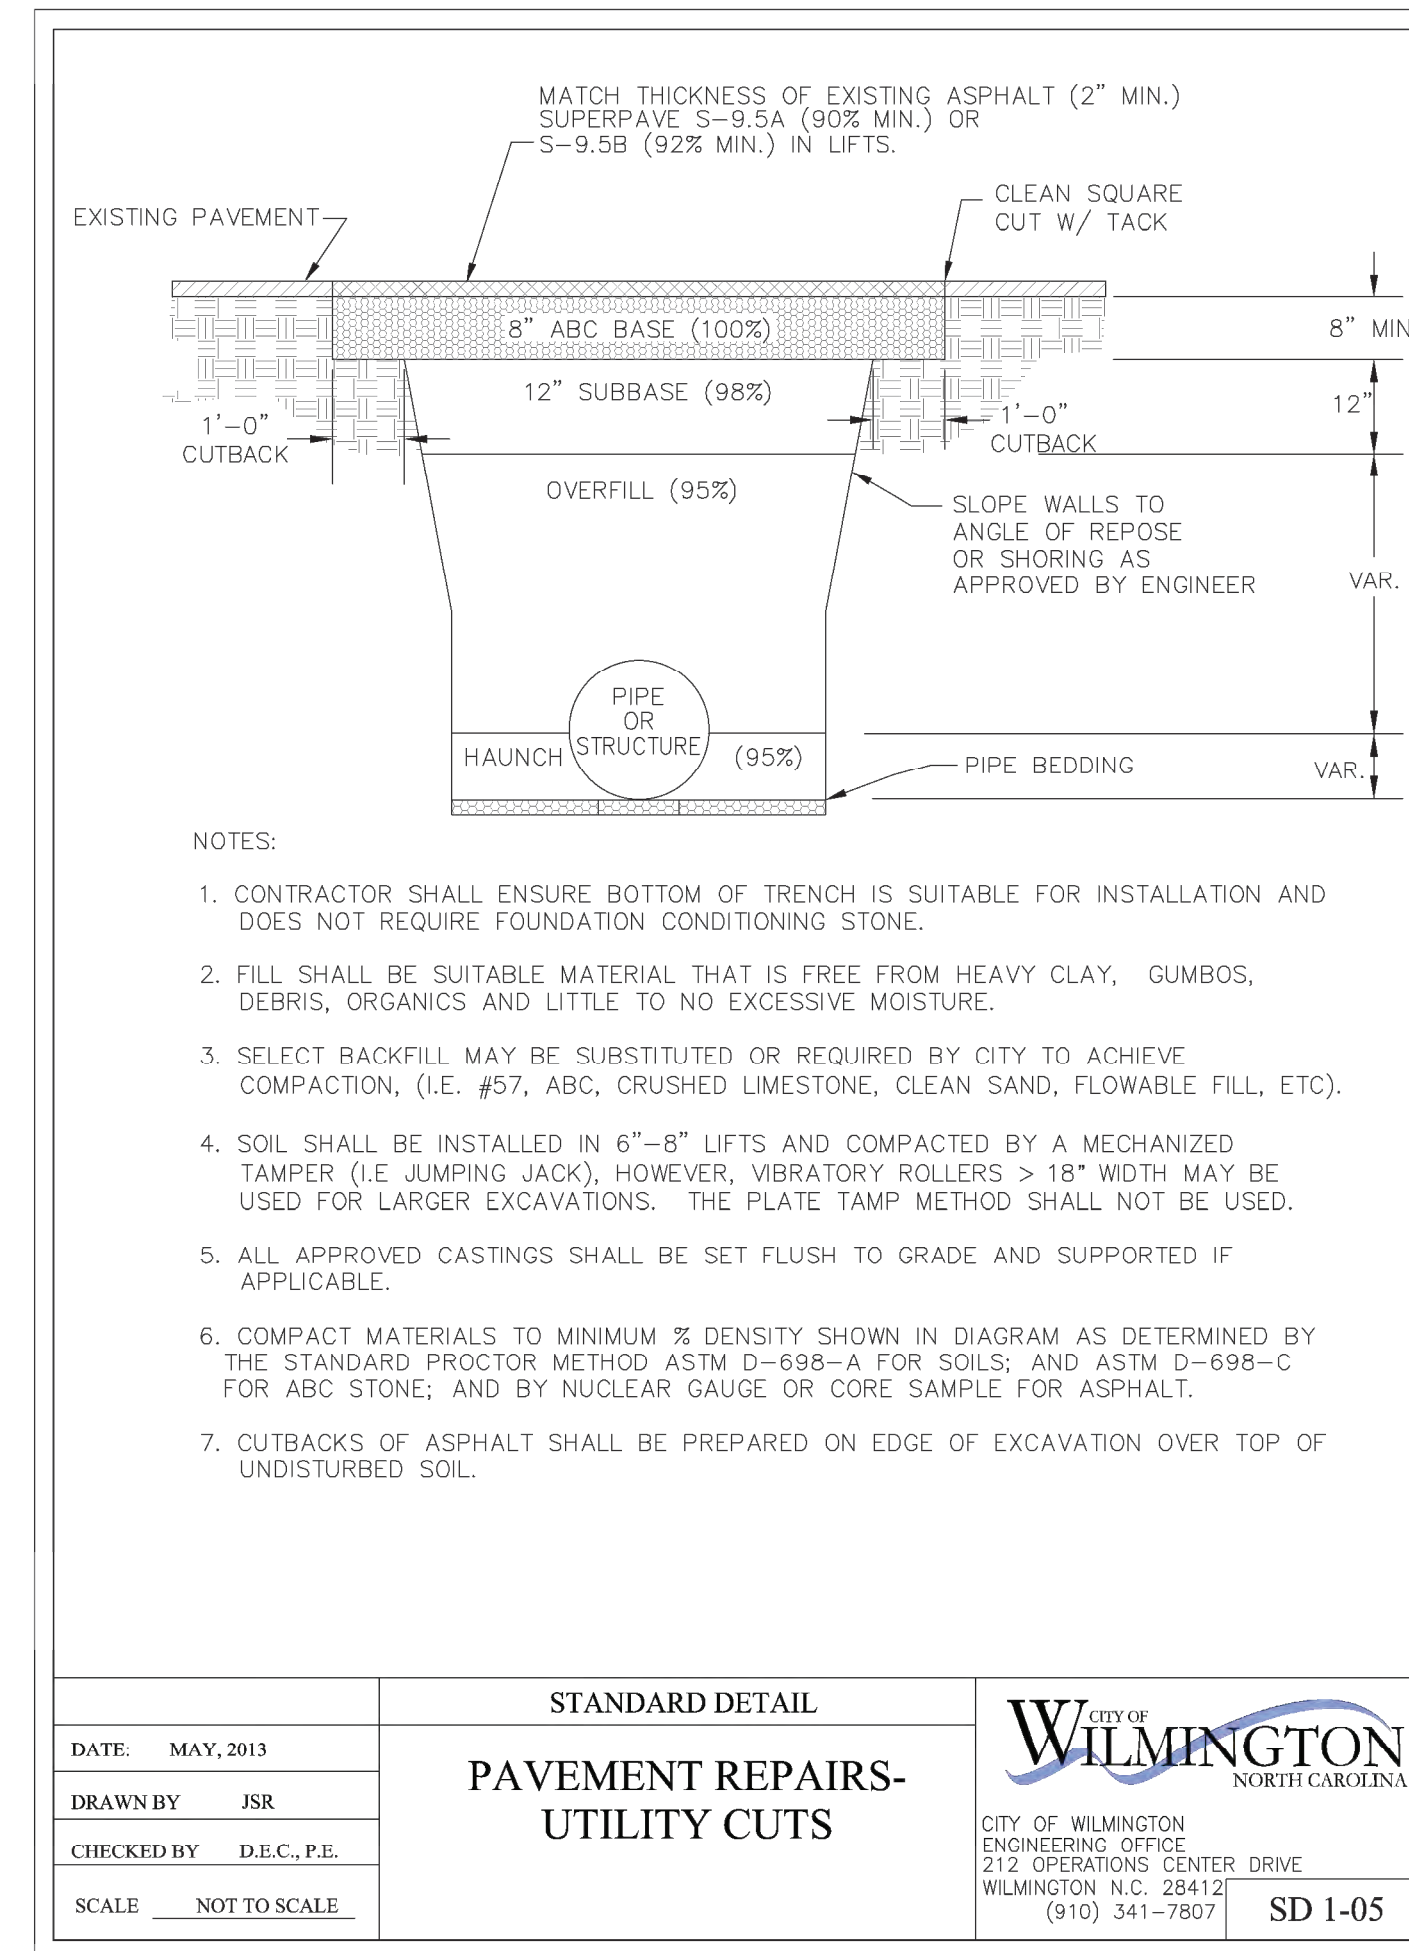 MATCH THICKNESS OF EXISTING ASPHALT (2" MIN.)
SUPERPAVE S-9.5A (90% MIN.) OR
S-9.5B (92% MIN.) IN LIFTS.
CLEAN SQUARE
CUT W/ TACK
EXISTING PAVEMENT
8" ABC BASE (100%)
8" MIN
12" SUBBASE (98%)
12"
1'-0"
CUTBACK
1'-0"
CUTBACK
OVERFILL (95%)
SLOPE WALLS TO
ANGLE OF REPOSE
OR SHORING AS
APPROVED BY ENGINEER
VAR.
PIPE
OR
STRUCTURE
HAUNCH
(95%)
PIPE BEDDING
VAR.
NOTES:
1. CONTRACTOR SHALL ENSURE BOTTOM OF TRENCH IS SUITABLE FOR INSTALLATION AND
DOES NOT REQUIRE FOUNDATION CONDITIONING STONE.
2. FILL SHALL BE SUITABLE MATERIAL THAT IS FREE FROM HEAVY CLAY, GUMBOS,
DEBRIS, ORGANICS AND LITTLE TO NO EXCESSIVE MOISTURE.
3. SELECT BACKFILL MAY BE SUBSTITUTED OR REQUIRED BY CITY TO ACHIEVE
COMPACTION, (I.E. #57, ABC, CRUSHED LIMESTONE, CLEAN SAND, FLOWABLE FILL, ETC).
4. SOIL SHALL BE INSTALLED IN 6"-8" LIFTS AND COMPACTED BY A MECHANIZED
TAMPER (I.E JUMPING JACK), HOWEVER, VIBRATORY ROLLERS > 18" WIDTH MAY BE
USED FOR LARGER EXCAVATIONS. THE PLATE TAMP METHOD SHALL NOT BE USED.
5. ALL APPROVED CASTINGS SHALL BE SET FLUSH TO GRADE AND SUPPORTED IF
APPLICABLE.
6. COMPACT MATERIALS TO MINIMUM % DENSITY SHOWN IN DIAGRAM AS DETERMINED BY
THE STANDARD PROCTOR METHOD ASTM D-698-A FOR SOILS; AND ASTM D-698-C
FOR ABC STONE; AND BY NUCLEAR GAUGE OR CORE SAMPLE FOR ASPHALT.
7. CUTBACKS OF ASPHALT SHALL BE PREPARED ON EDGE OF EXCAVATION OVER TOP OF
UNDISTURBED SOIL.
DATE: MAY, 2013
DRAWN BY JSR
CHECKED BY D.E.C., P.E.
SCALE NOT TO SCALE
STANDARD DETAIL
PAVEMENT REPAIRS-
UTILITY CUTS
CITY OF
WILMINGTON
NORTH CAROLINA
CITY OF WILMINGTON
ENGINEERING OFFICE
212 OPERATIONS CENTER DRIVE
WILMINGTON N.C. 28412
(910) 341-7807
SD 1-05